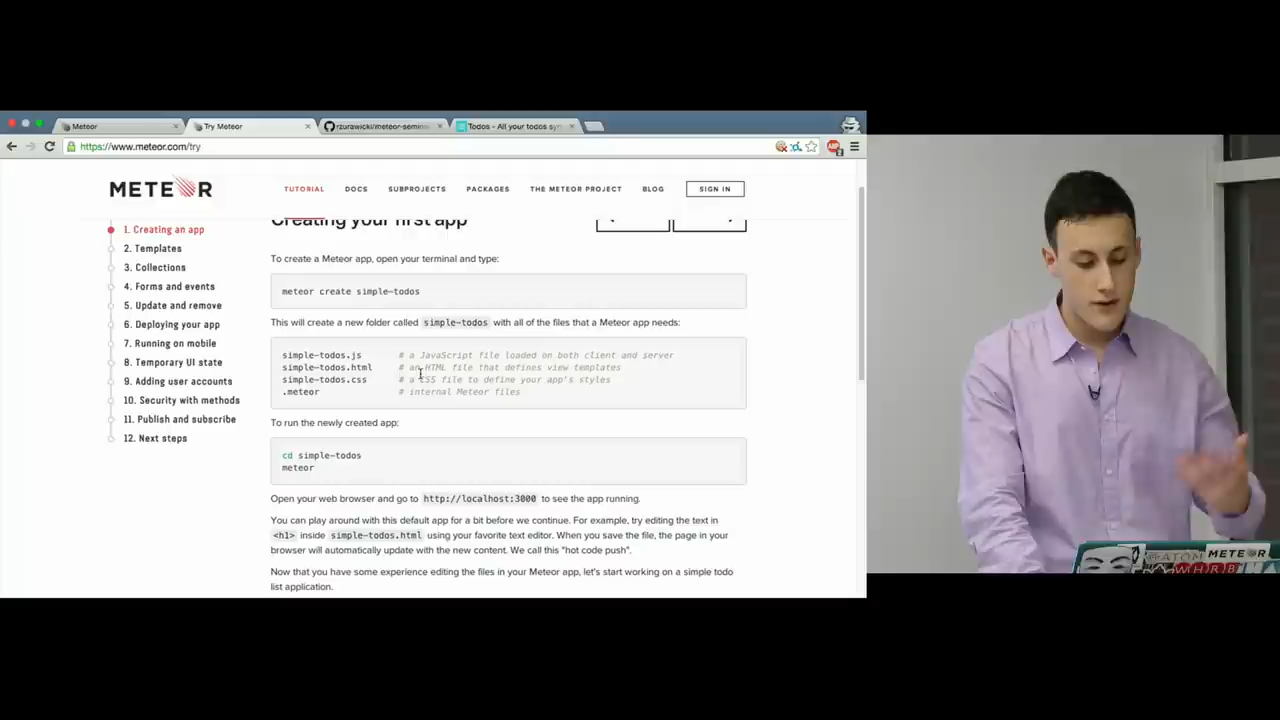 Meteor
Try Meteor
rzurawicki/meteor-semina
Todos - All your todos syn
https://www.meteor.com/try
METEOR
TUTORIAL
DOCS
SUBPROJECTS
PACKAGES
THE METEOR PROJECT
BLOG
SIGN IN
1. Creating an app
2. Templates
3. Collections
4. Forms and events
5. Update and remove
6. Deploying your app
7. Running on mobile
8. Temporary UI state
9. Adding user accounts
10. Security with methods
11. Publish and subscribe
12. Next steps
Creating your first app
To create a Meteor app, open your terminal and type:
meteor create simple-todos
This will create a new folder called simple-todos with all of the files that a Meteor app needs:
simple-todos.js # a JavaScript file loaded on both client and server
simple-todos.html # an HTML file that defines view templates
simple-todos.css # a CSS file to define your app's styles
.meteor # internal Meteor files
To run the newly created app:
cd simple-todos
meteor
Open your web browser and go to http://localhost:3000 to see the app running.
You can play around with this default app for a bit before we continue. For example, try editing the text in
<h1> inside simple-todos.html using your favorite text editor. When you save the file, the page in your
browser will automatically update with the new content. We call this "hot code push".
Now that you have some experience editing the files in your Meteor app, let's start working on a simple todo
list application.
ATOM METEOR
WHRB